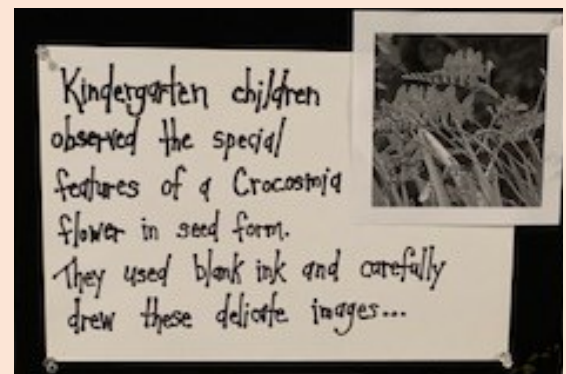 Kindergarten children
observed the special
features of a Crocosmia
flower in seed form.
They used blank ink and carefully
drew these delicate images...